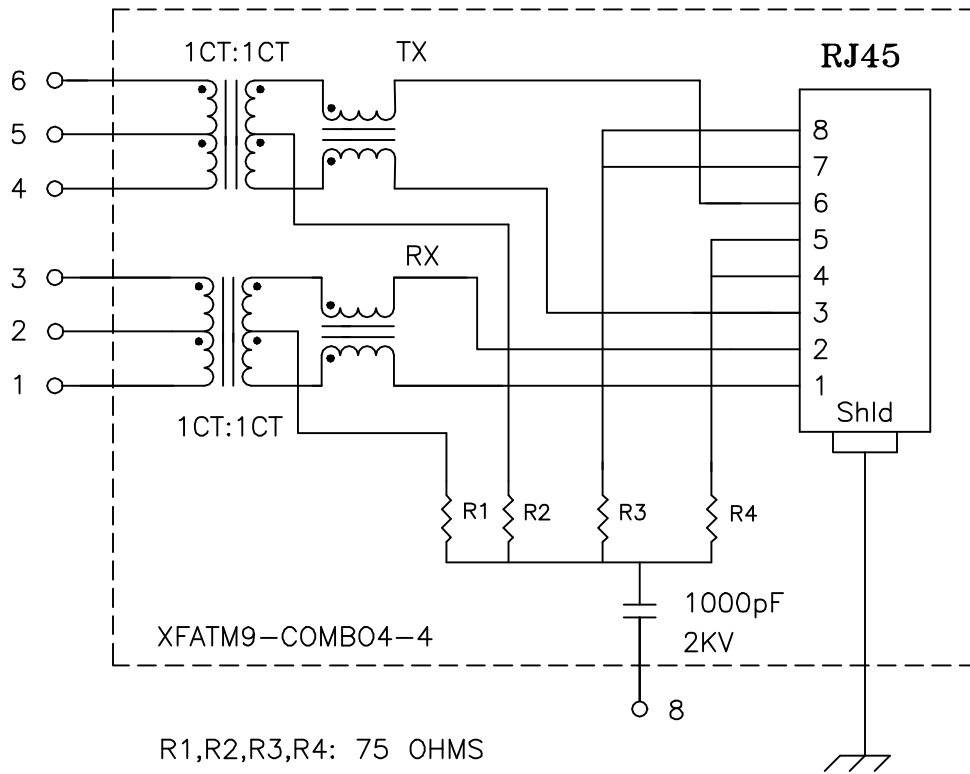 1CT:1CT
TX
RJ45
6
5
4
8
7
6
5
4
3
2
1
Shld
RX
3
2
1
1CT:1CT
R1
R2
R3
R4
1000pF
2KV
XFATM9-COMBO4-4
8
R1,R2,R3,R4: 75 OHMS